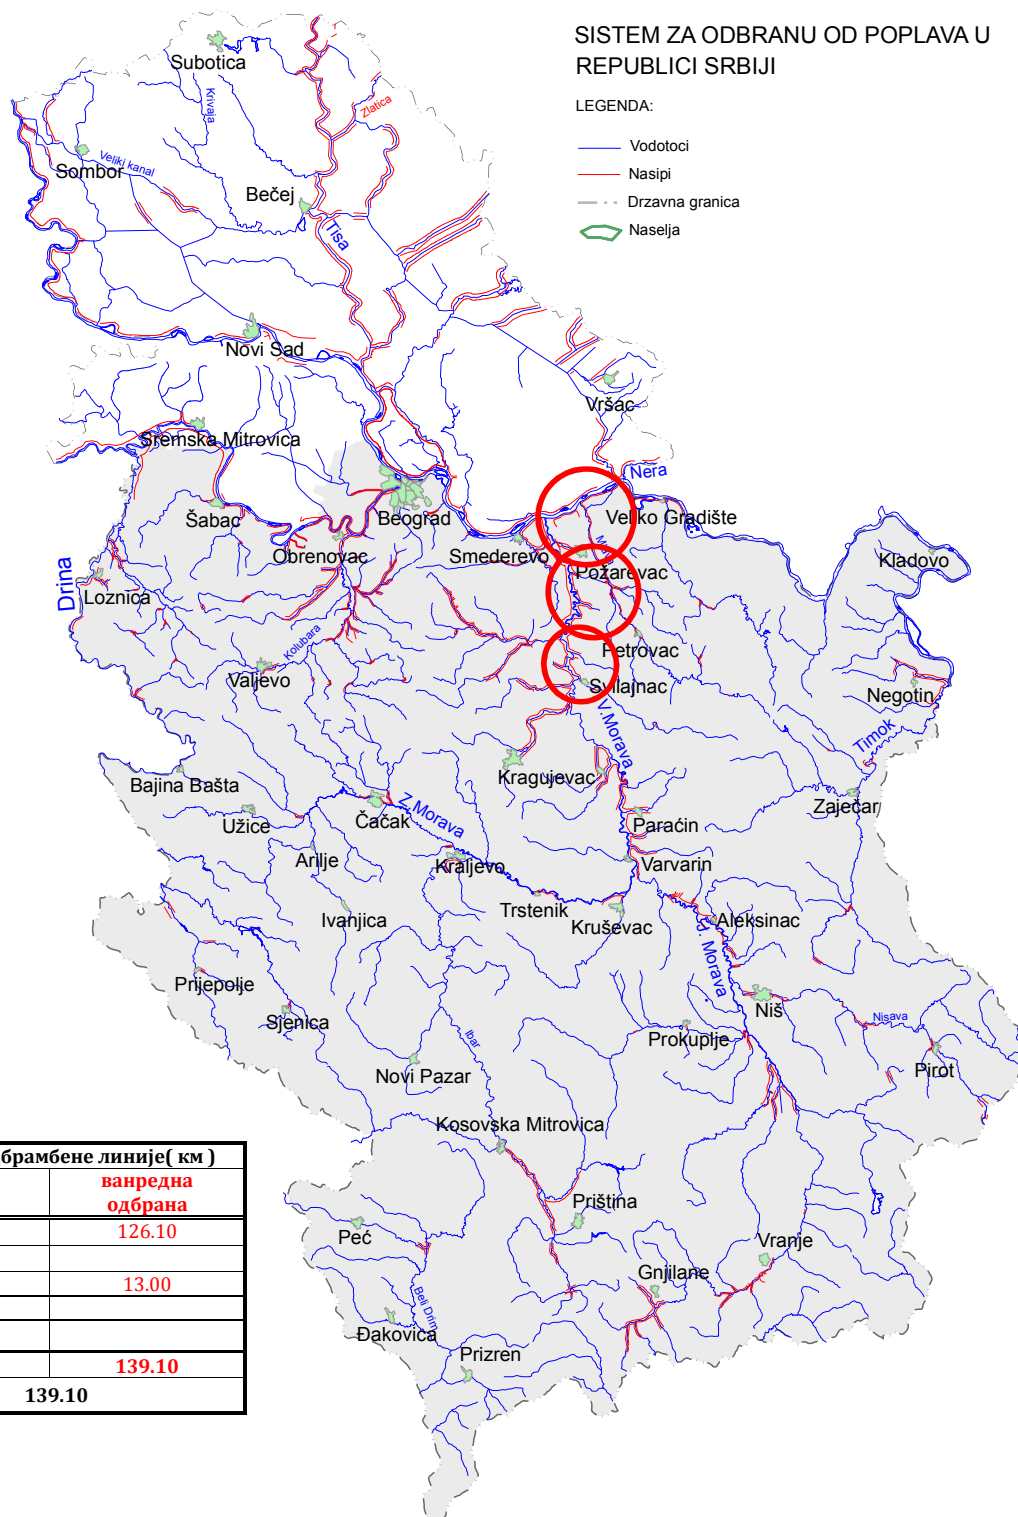 SISTEM ZA ODBRANU OD POPLAVA U
REPUBLICI SRBIJI
LEGENDA:
Vodotoci
Nasipi
Drzavna granica
Naselja
Subotica
Krivaja
Zlatica
Sombor
Veliki kanal
Bečej
Tisa
Novi Sad
Vršac
Sremska Mitrovica
Nera
Šabac
Beograd
Veliko Gradište
Obrenovac
Smederevo
Kladovo
Drina
Loznica
Požarevac
Kolubara
Petrovac
Valjevo
Svilajnac
Negotin
V.Morava
Timok
Bajina Bašta
Kragujevac
Zaječar
Užice
Čačak
Z.Morava
Paraćin
Arilje
Kraljevo
Varvarin
Ivanjica
Trstenik
Kruševac
Aleksinac
J. Morava
Prijepolje
Niš
Sjenica
Ibar
Prokuplje
Nisava
Novi Pazar
Pirot
Kosovska Mitrovica
брамбене линије( км )
ванредна
одбрана
126.10
13.00
139.10
139.10
Priština
Peć
Vranje
Gnjilane
Beli Drim
Đakovica
Prizren